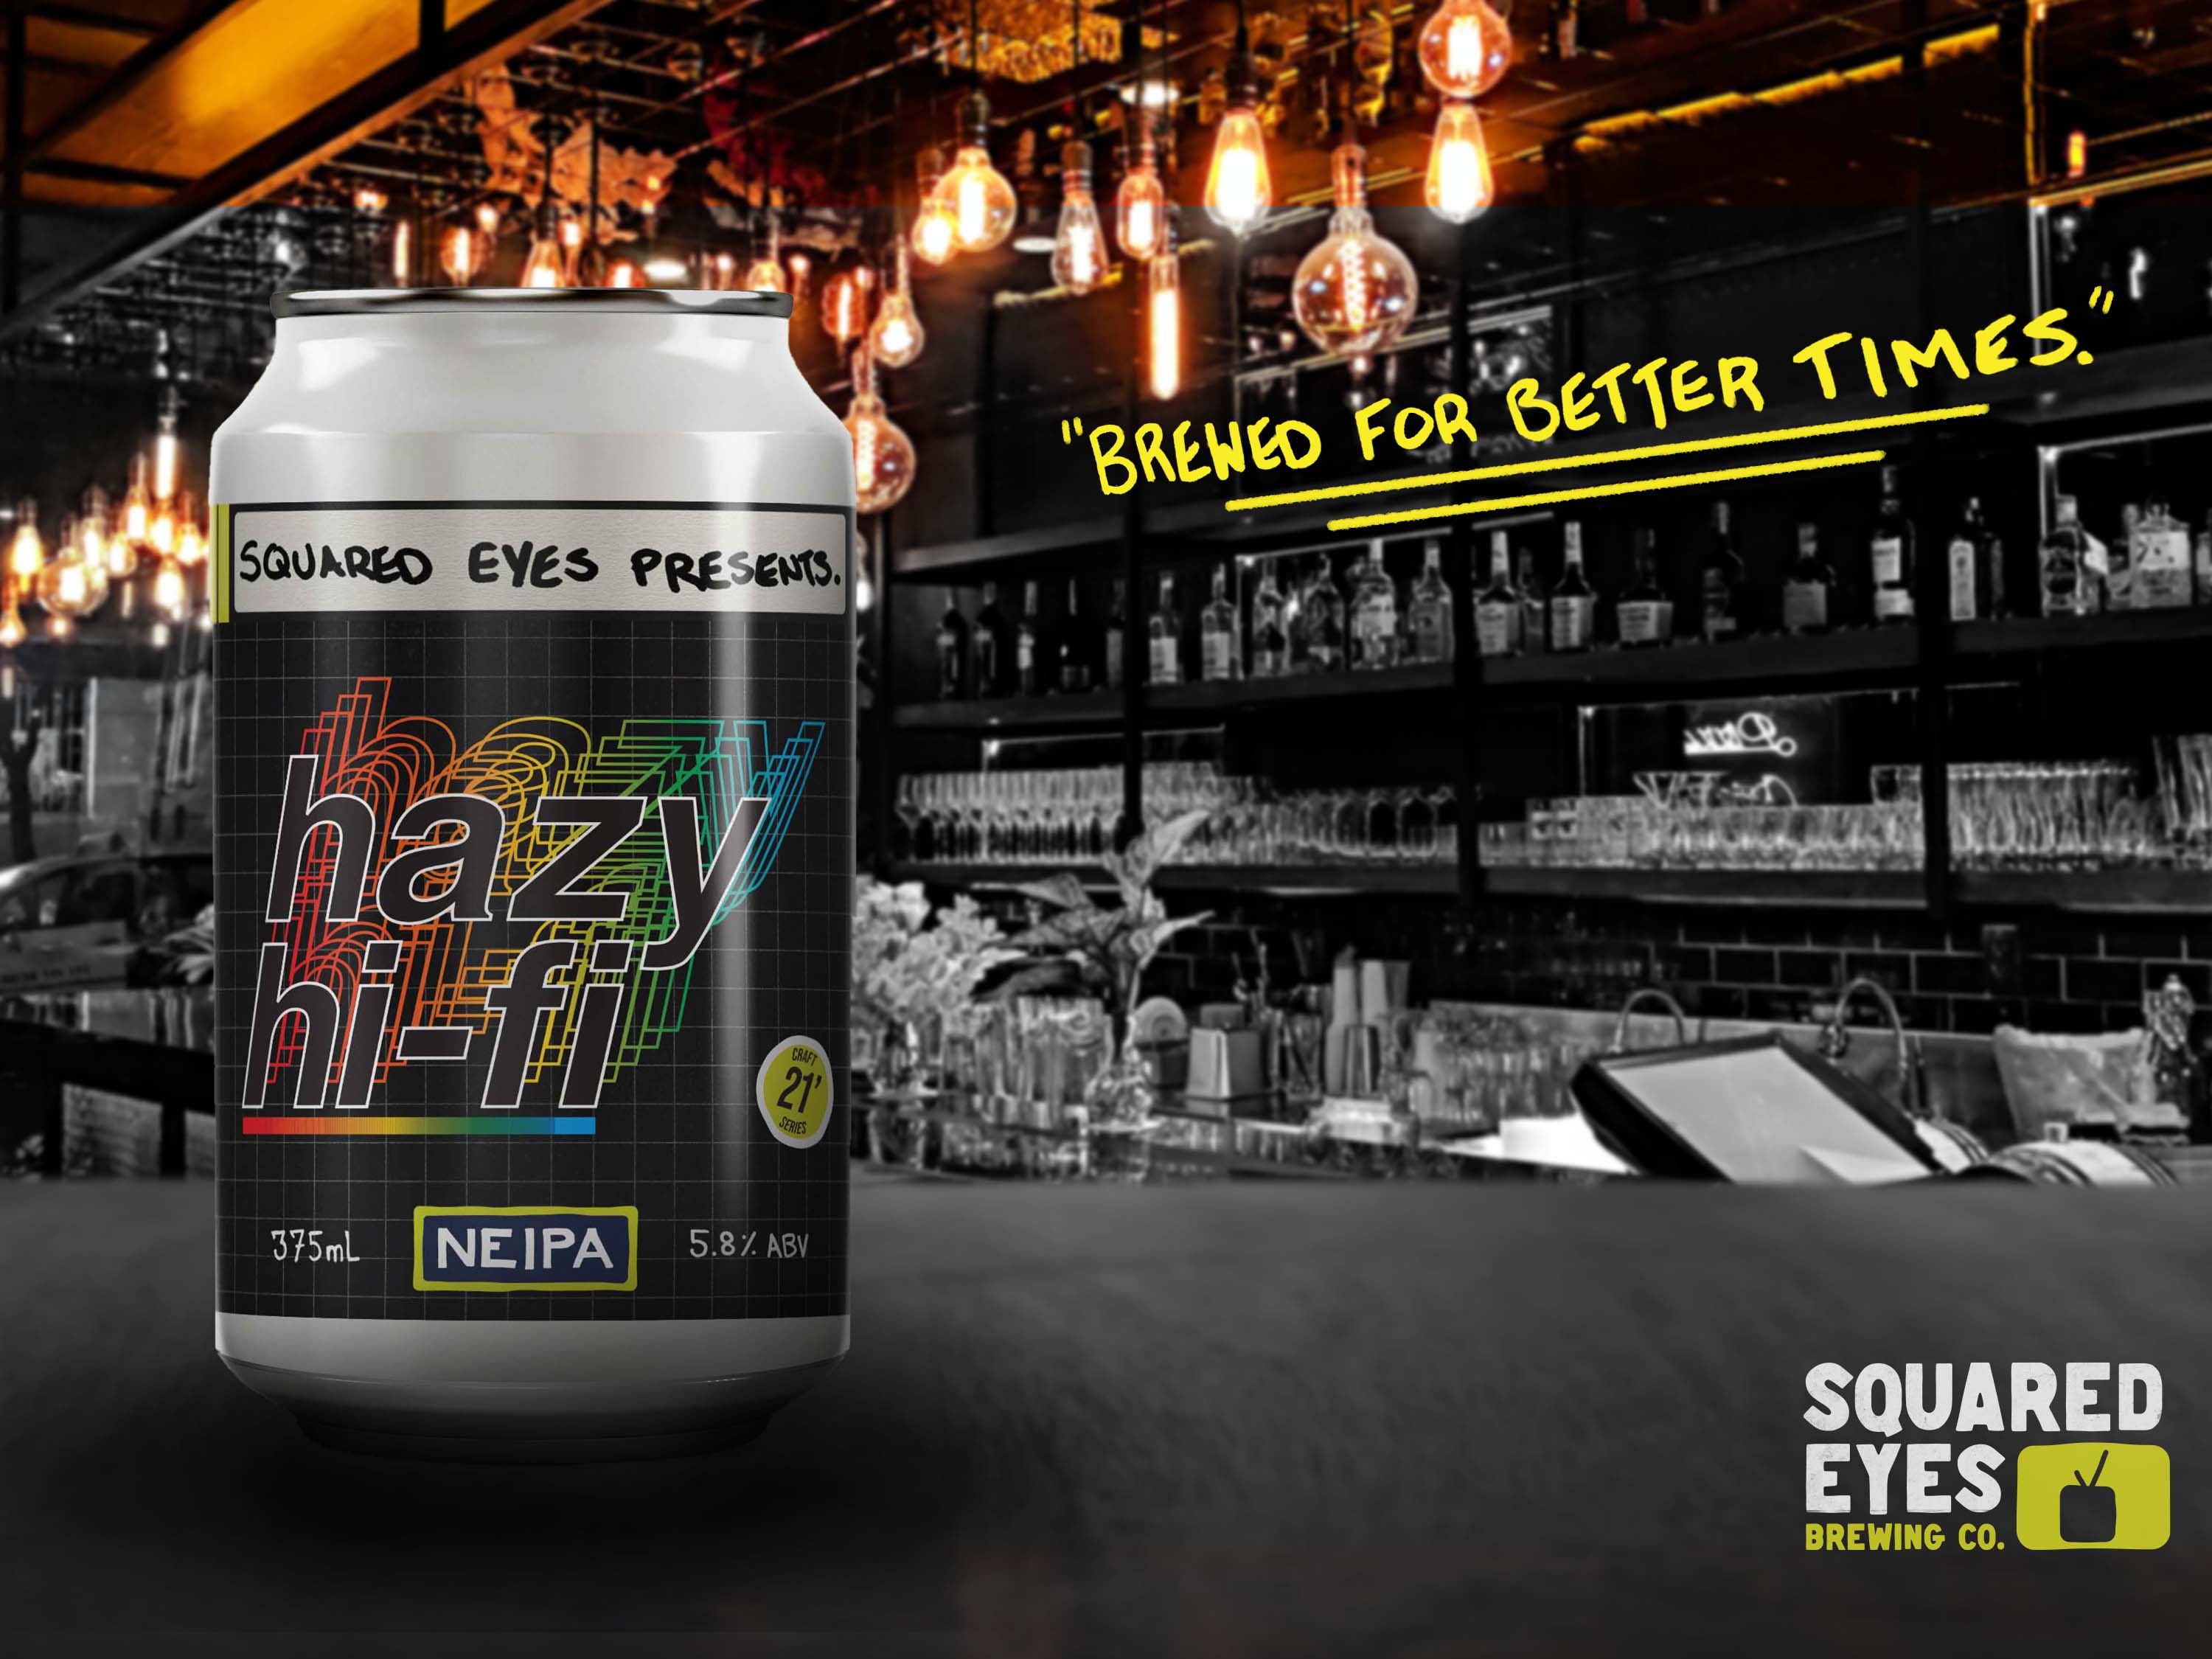 "BREWED FOR BETTER TIMES."
SQUARED EYES PRESENTS.
hazy
hi-fi
CRAFT
21'
SERIES
375mL
NEIPA
5.8% ABV
SQUARED
EYES
BREWING CO.